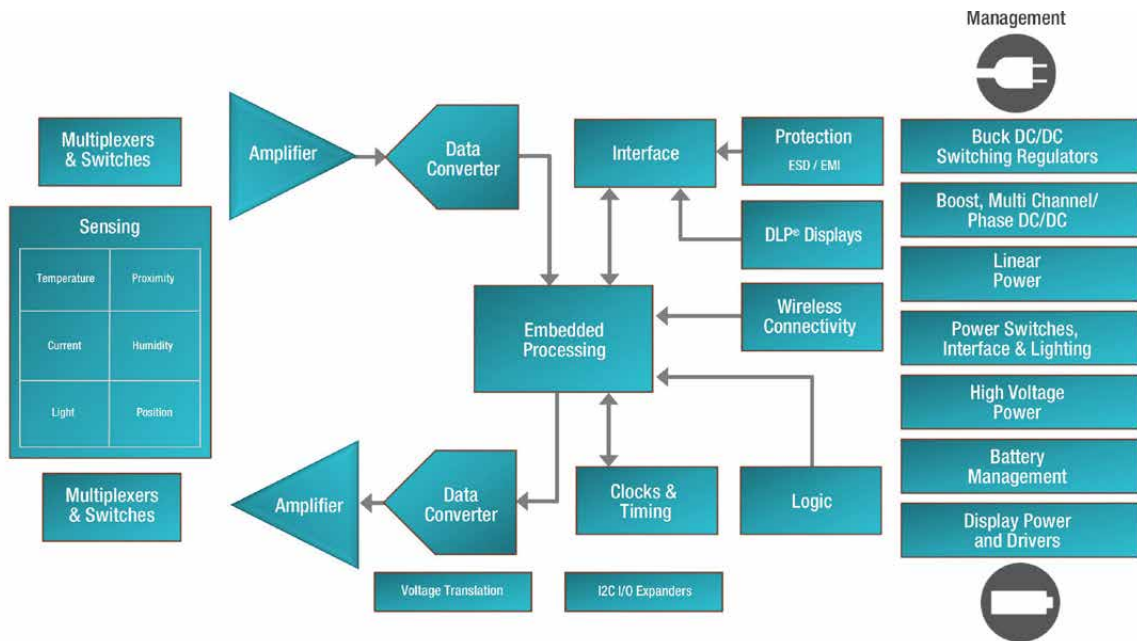 Management
Multiplexers
& Switches
Amplifier
Data
Converter
Interface
Protection
ESD / EMI
Buck DC/DC
Switching Regulators
Sensing
Temperature
Proximity
Current
Humidity
Light
Position
DLP® Displays
Boost, Multi Channel/
Phase DC/DC
Linear
Power
Embedded
Processing
Wireless
Connectivity
Power Switches,
Interface & Lighting
High Voltage
Power
Multiplexers
& Switches
Amplifier
Data
Converter
Clocks &
Timing
Logic
Battery
Management
Display Power
and Drivers
Voltage Translation
I2C I/O Expanders